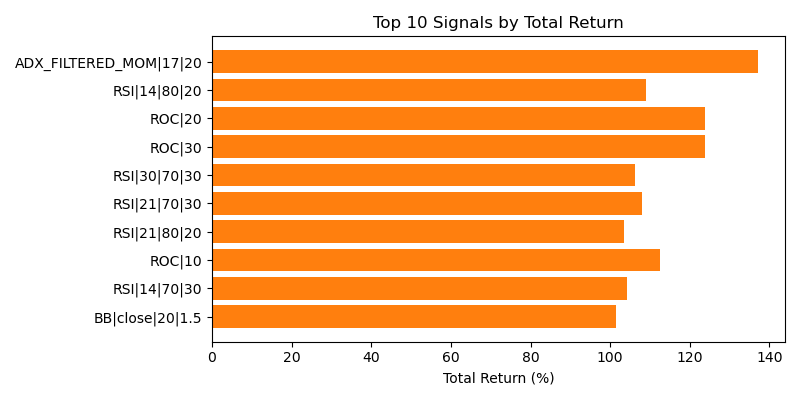 Top 10 Signals by Total Return
ADX_FILTERED_MOM|17|20
RSI|14|80|20
ROC|20
ROC|30
RSI|30|70|30
RSI|21|70|30
RSI|21|80|20
ROC|10
RSI|14|70|30
BB|close|20|1.5
0 20 40 60 80 100 120 140
Total Return (%)